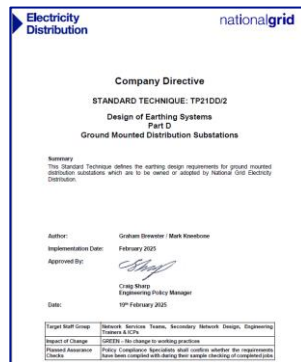 Electricity
Distribution
nationalgrid
Company Directive
STANDARD TECHNIQUE: TP21DD/2
Design of Earthing Systems
Part D
Ground Mounted Distribution Substations
Summary
This Standard Technique defines the earthing design requirements for ground mounted
distribution substations which are to be owned or adopted by National Grid Electricity
Distribution.
Author: Graham Brewster / Mark Kneebone
Implementation Date: February 2025
Approved By:
Craig Sharp
Engineering Policy Manager
Date: 19th February 2025
Target Staff Group Network Services Teams, Secondary Network Design, Engineering
Trainers & ICPs
Impact of Change GREEN – No change to working practices
Planned Assurance Policy Compliance Specialists shall confirm whether the requirements
Checks have been complied with during their sample checking of completed jobs